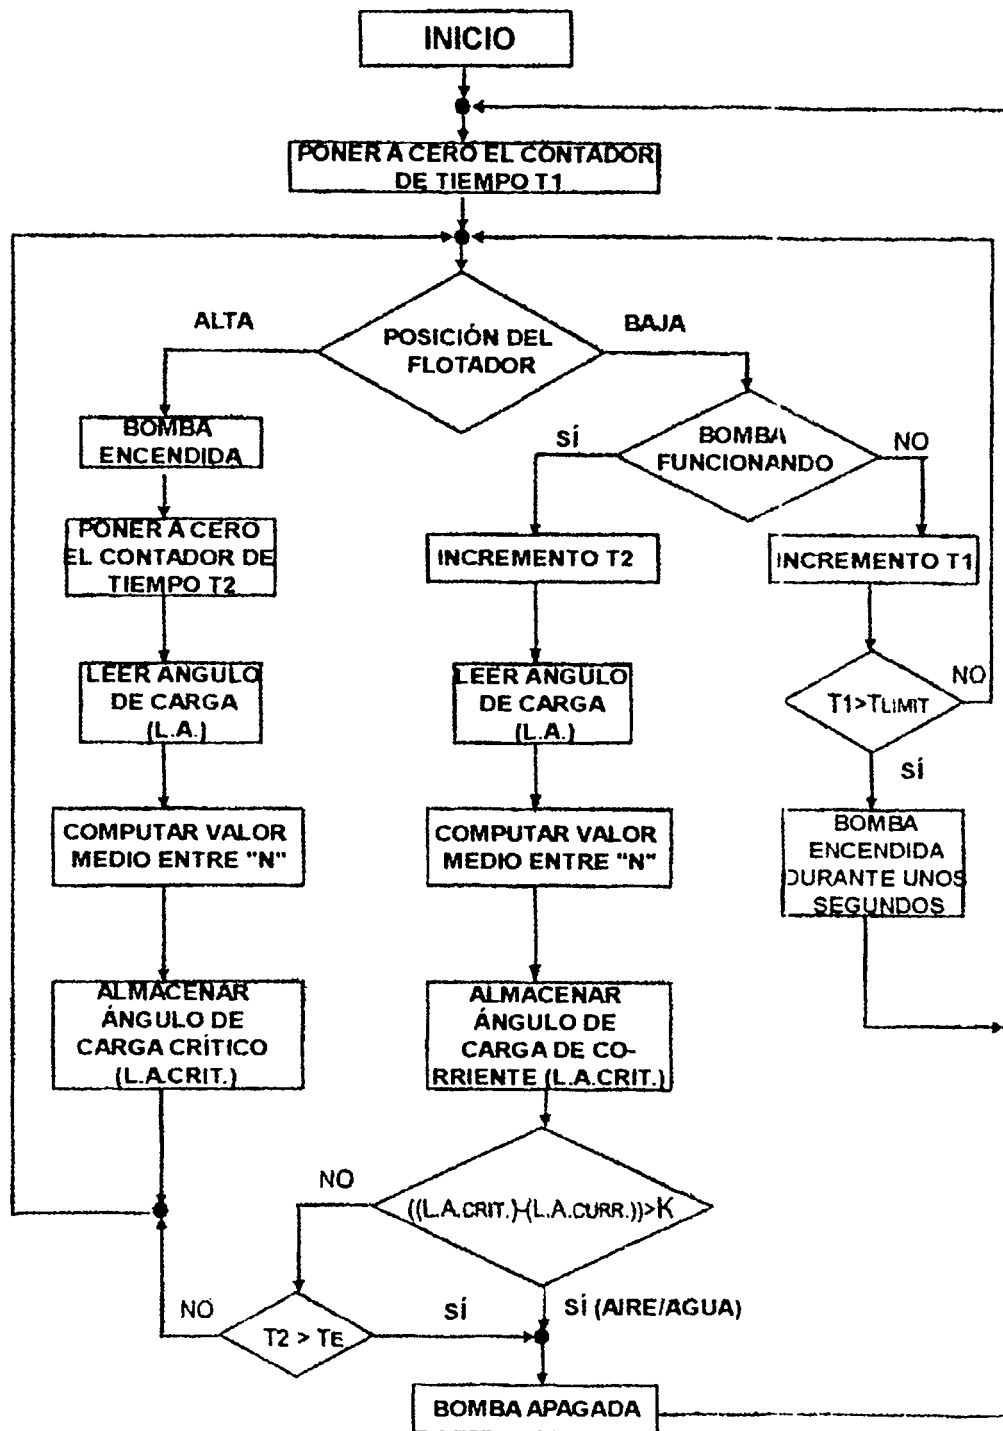 INICIO
PONER A CERO EL CONTADOR
DE TIEMPO T1
ALTA
POSICIÓN DEL
FLOTADOR
BAJA
BOMBA
ENCENDIDA
SÍ
BOMBA
FUNCIONANDO
NO
PONER A CERO
EL CONTADOR DE
TIEMPO T2
INCREMENTO T2
INCREMENTO T1
LEER ANGULO
DE CARGA
(L.A.)
LEER ANGULO
DE CARGA
(L.A.)
T1>TLIMIT
NO
SÍ
COMPUTAR VALOR
MEDIO ENTRE "N"
COMPUTAR VALOR
MEDIO ENTRE "N"
BOMBA
ENCENDIDA
DURANTE UNOS
SEGUNDOS
ALMACENAR
ÁNGULO DE
CARGA CRÍTICO
(L.A.CRIT.)
ALMACENAR
ÁNGULO DE
CARGA DE CO-
RRIENTE (L.A.CRIT.)
NO
((L.A.CRIT.)-(L.A.CURR.))>K
NO
T2 > TE
SÍ
SÍ (AIRE/AGUA)
BOMBA APAGADA